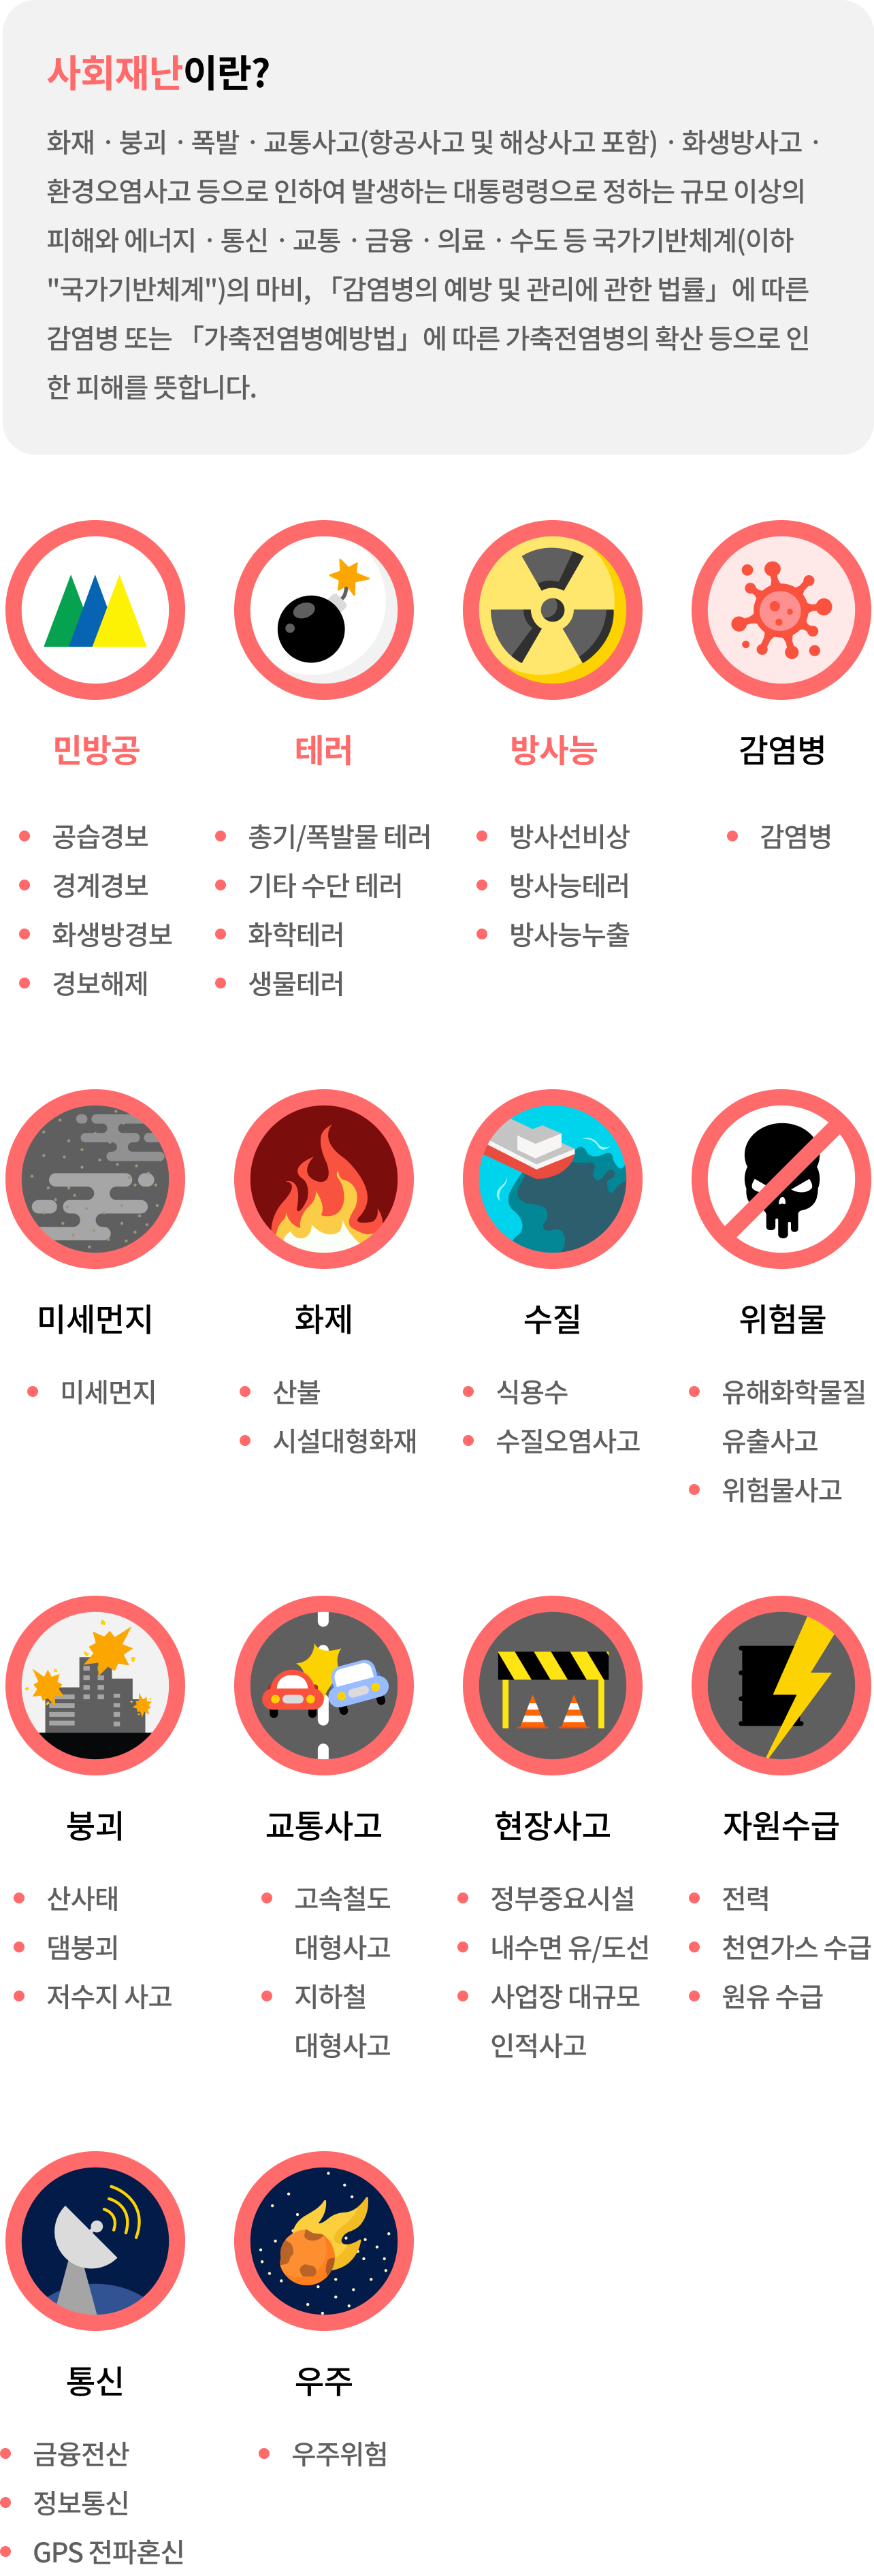 사회재난이란?
화재 · 붕괴 · 폭발 · 교통사고(항공사고 및 해상사고 포함) · 화생방사고 ·
환경오염사고 등으로 인하여 발생하는 대통령령으로 정하는 규모 이상의
피해와 에너지 · 통신 · 교통 · 금융 · 의료 · 수도 등 국가기반체계(이하
"국가기반체계")의 마비, 「감염병의 예방 및 관리에 관한 법률」에 따른
감염병 또는 「가축전염병예방법」에 따른 가축전염병의 확산 등으로 인
한 피해를 뜻합니다.
민방공
공습경보
경계경보
화생방경보
경보해제
테러
총기/폭발물 테러
기타 수단 테러
화학테러
생물테러
방사능
방사선비상
방사능테러
방사능누출
감염병
감염병
미세먼지
미세먼지
화제
산불
시설대형화재
수질
식용수
수질오염사고
위험물
유해화학물질
유출사고
위험물사고
붕괴
산사태
댐붕괴
저수지 사고
교통사고
고속철도
대형사고
지하철
대형사고
현장사고
정부중요시설
내수면 유/도선
사업장 대규모
인적사고
자원수급
전력
천연가스 수급
원유 수급
통신
금융전산
정보통신
GPS 전파혼신
우주
우주위험